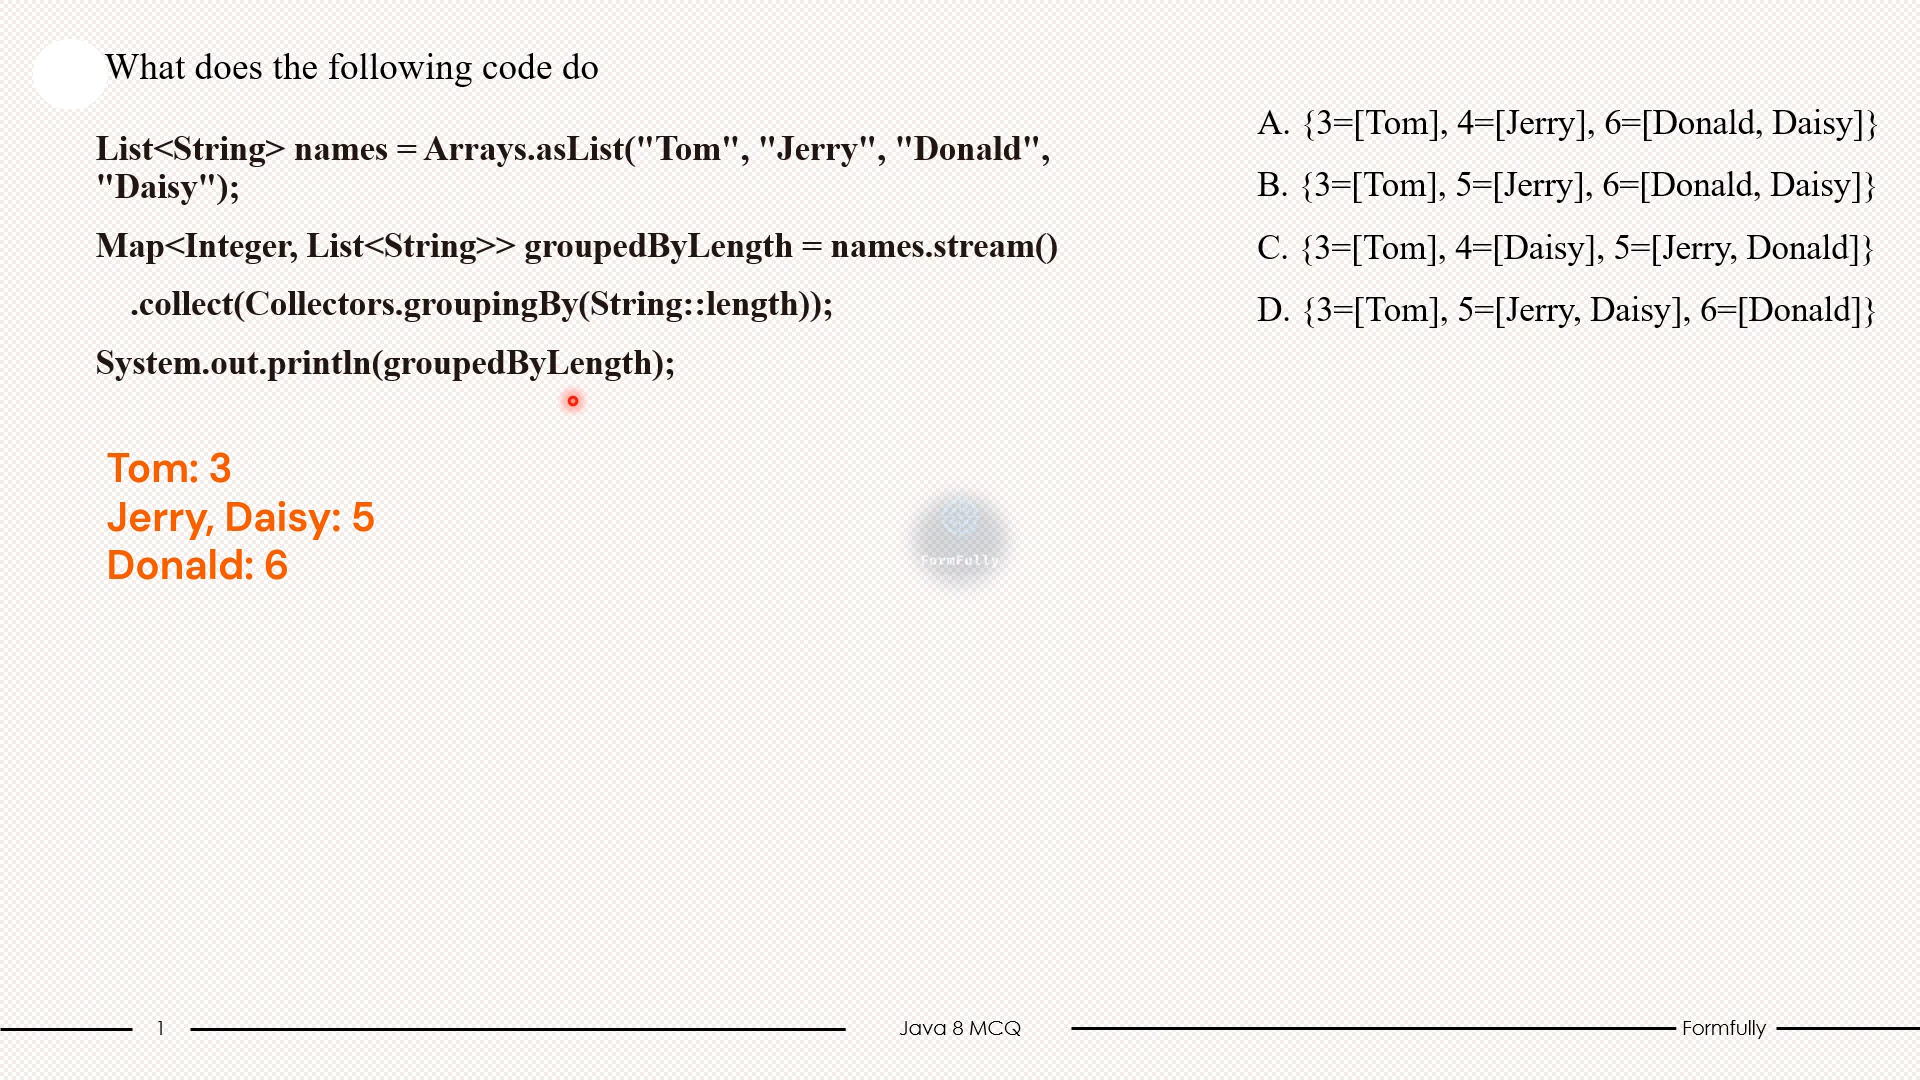 What does the following code do
List<String> names = Arrays.asList("Tom", "Jerry", "Donald",
"Daisy");
Map<Integer, List<String>> groupedByLength = names.stream()
.collect(Collectors.groupingBy(String::length));
System.out.println(groupedByLength);
A. {3=[Tom], 4=[Jerry], 6=[Donald, Daisy]}
B. {3=[Tom], 5=[Jerry], 6=[Donald, Daisy]}
C. {3=[Tom], 4=[Daisy], 5=[Jerry, Donald]}
D. {3=[Tom], 5=[Jerry, Daisy], 6=[Donald]}
Tom: 3
Jerry, Daisy: 5
Donald: 6
FormFully
1
Java 8 MCQ
Formfully